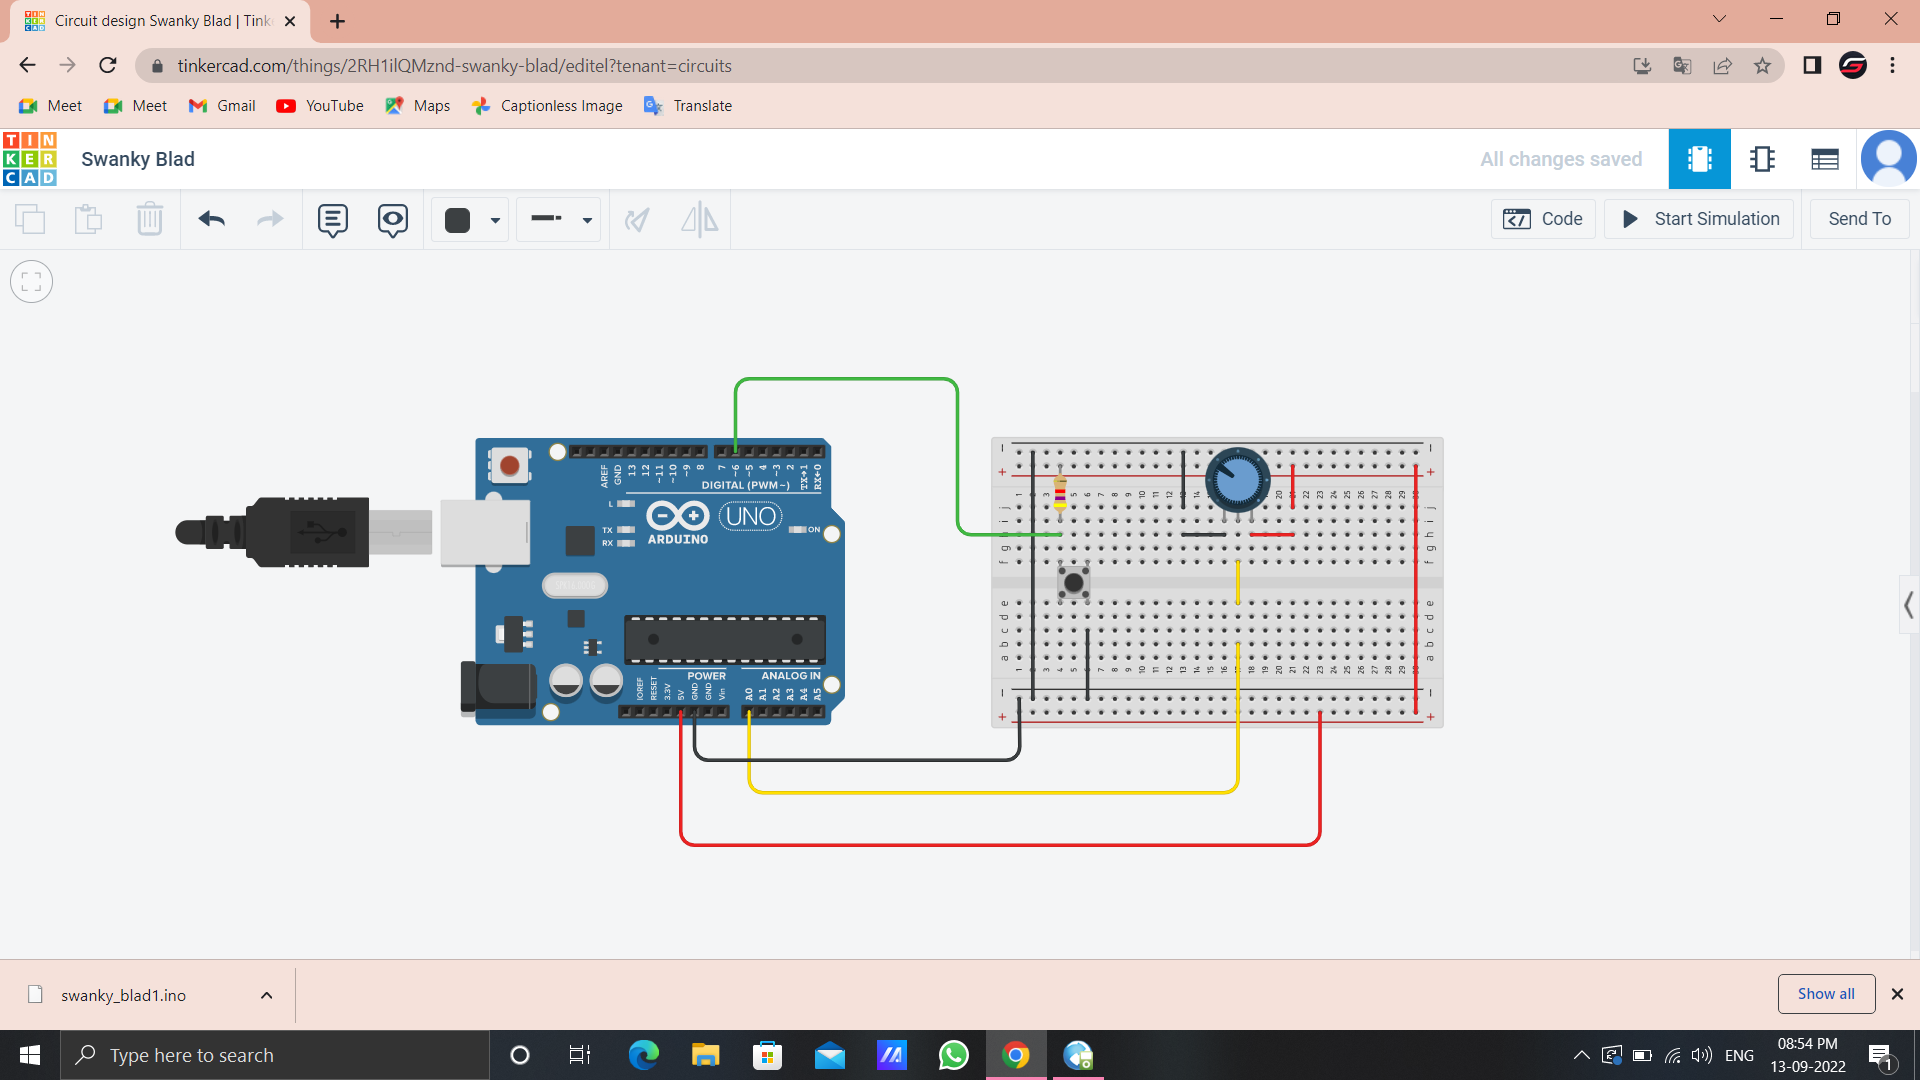 Circuit design Swanky Blad | Tink
tinkercad.com/things/2RH1ilQMznd-swanky-blad/editel?tenant=circuits
Meet
Meet
Gmail
YouTube
Maps
Captionless Image
Translate
TIN
KER
CAD
Swanky Blad
All changes saved
Code
Start Simulation
Send To
AREF
GND
13
12
~11
~10
~9
8
7
~6
~5
4
~3
2
TX→1
RX←0
DIGITAL (PWM~)
L
TX
RX
ARDUINO
UNO
ON
POWER
ANALOG IN
IOREF
RESET
3.3V
5V
GND
GND
Vin
A0
A1
A2
A3
A4
A5
swanky_blad1.ino
Show all
Type here to search
ENG
08:54 PM
13-09-2022
1